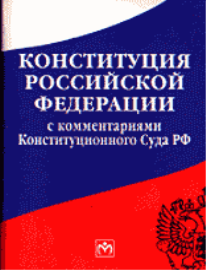 КОНСТИТУЦИЯ
РОССИЙСКОЙ
ФЕДЕРАЦИИ
с комментариями
Конституционного Суда РФ